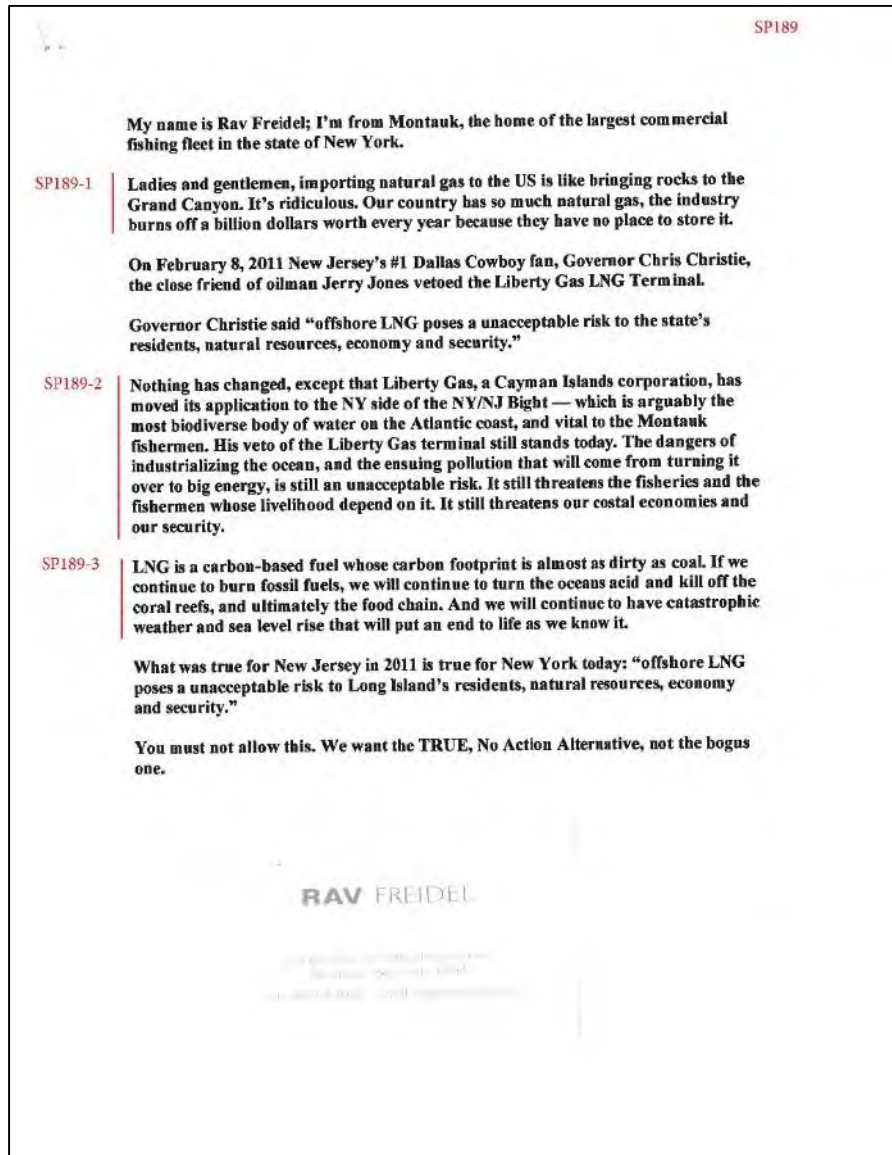 SP189
My name is Rav Freidel; I'm from Montauk, the home of the largest commercial
fishing fleet in the state of New York.
SP189-1
Ladies and gentlemen, importing natural gas to the US is like bringing rocks to the
Grand Canyon. It's ridiculous. Our country has so much natural gas, the industry
burns off a billion dollars worth every year because they have no place to store it.
On February 8, 2011 New Jersey's #1 Dallas Cowboy fan, Governor Chris Christie,
the close friend of oilman Jerry Jones vetoed the Liberty Gas LNG Terminal.
Governor Christie said “offshore LNG poses a unacceptable risk to the state's
residents, natural resources, economy and security.”
SP189-2
Nothing has changed, except that Liberty Gas, a Cayman Islands corporation, has
moved its application to the NY side of the NY/NJ Bight — which is arguably the
most biodiverse body of water on the Atlantic coast, and vital to the Montauk
fishermen. His veto of the Liberty Gas terminal still stands today. The dangers of
industrializing the ocean, and the ensuing pollution that will come from turning it
over to big energy, is still an unacceptable risk. It still threatens the fisheries and the
fishermen whose livelihood depend on it. It still threatens our costal economies and
our security.
SP189-3
LNG is a carbon-based fuel whose carbon footprint is almost as dirty as coal. If we
continue to burn fossil fuels, we will continue to turn the oceans acid and kill off the
coral reefs, and ultimately the food chain. And we will continue to have catastrophic
weather and sea level rise that will put an end to life as we know it.
What was true for New Jersey in 2011 is true for New York today: “offshore LNG
poses a unacceptable risk to Long Island's residents, natural resources, economy
and security.”
You must not allow this. We want the TRUE, No Action Alternative, not the bogus
one.
RAV FREIDEL